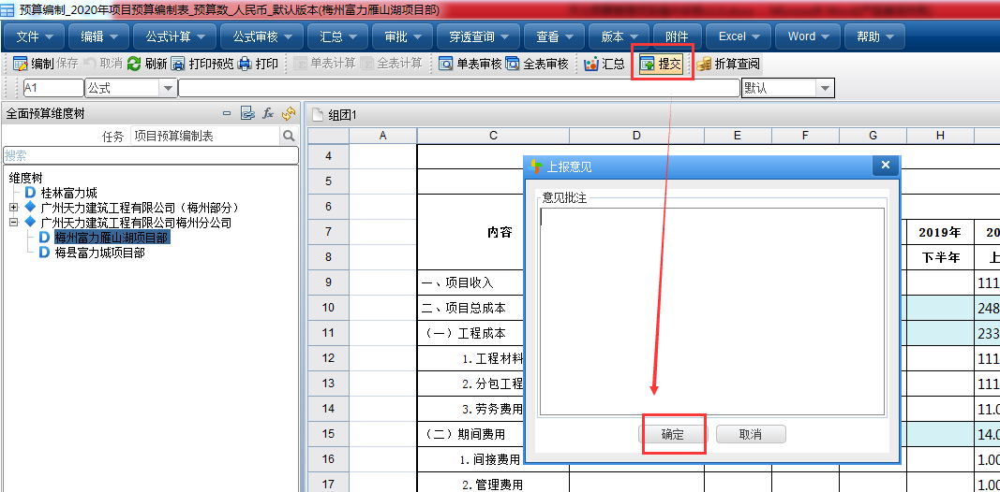 预算编制_2020年项目预算编制表_预算数_人民币_默认版本(梅州富力雁山湖项目部)
文件 编辑 公式计算 公式审核 汇总 审批 穿透查询 查看 版本 附件 Excel Word 帮助
编制 保存 取消 刷新 打印预览 打印 单表计算 全表计算 单表审核 全表审核 汇总 提交 折算查阅
A1 公式 默认
全面预算维度树
任务 项目预算编制表
搜索
维度树
桂林富力城
广州天力建筑工程有限公司（梅州部分）
广州天力建筑工程有限公司梅州分公司
梅州富力雁山湖项目部
梅县富力城项目部
组团1
A C D E F G H
4
5
6
7 内容 2019年 20
8 下半年 上
9 一、项目收入 111
10 二、项目总成本 248
11 （一）工程成本 233
12 1.工程材料 111
13 2.分包工程 111
14 3.劳务费用 11.0
15 （二）期间费用 14.0
16 1.间接费用 1.00
17 2.管理费用 1.00
上报意见
意见批注
确定 取消